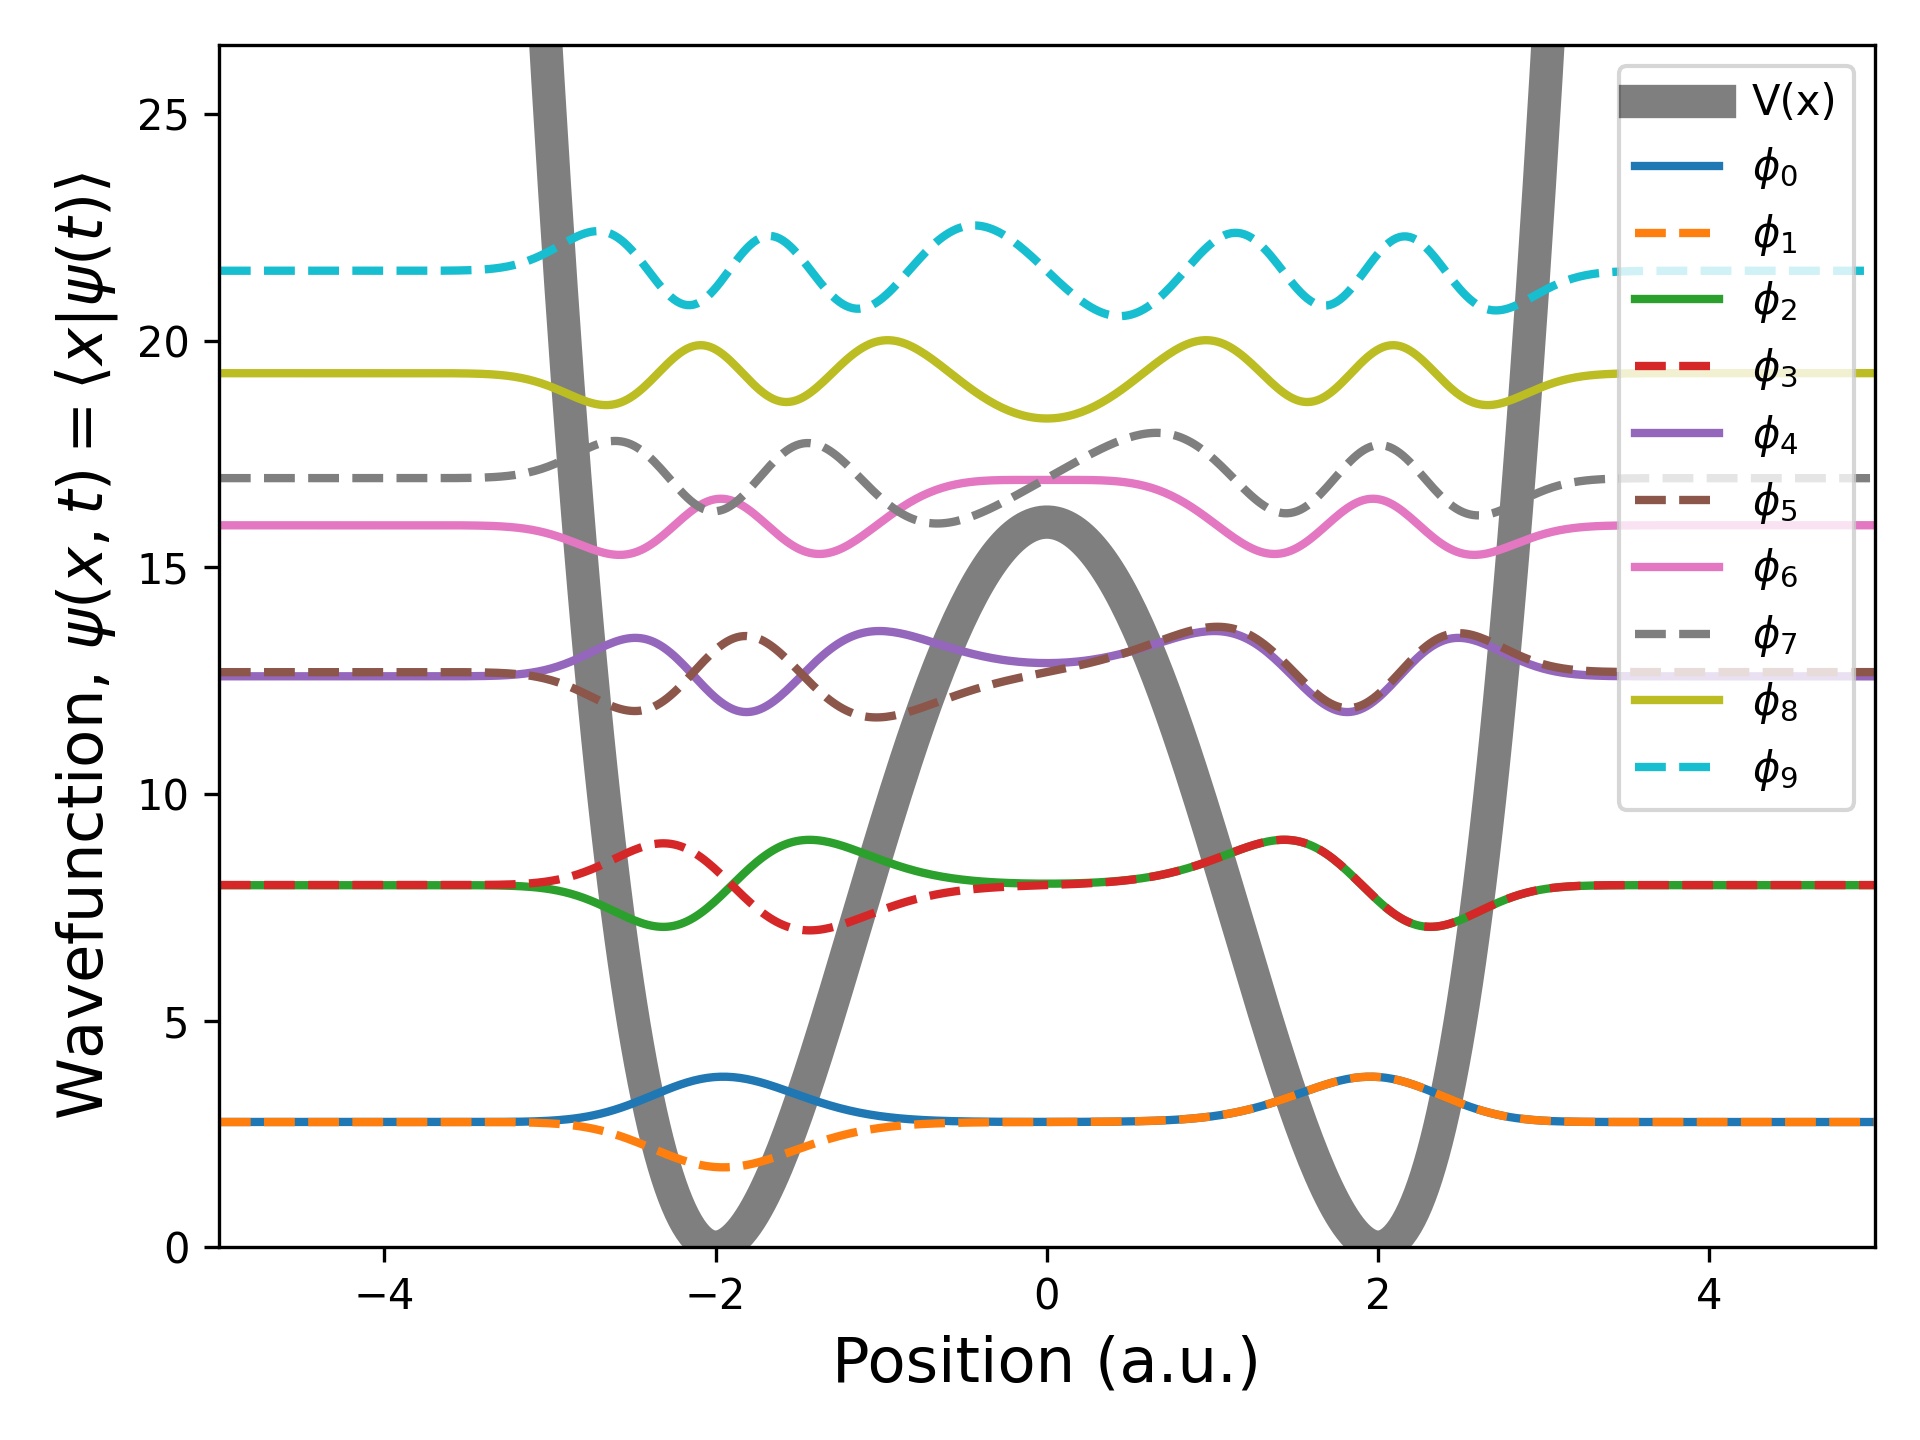 Wavefunction, ψ(x, t) = ⟨x|ψ(t)⟩
25
20
15
10
5
0
−4
−2
0
2
4
Position (a.u.)
V(x)
ϕ₀
ϕ₁
ϕ₂
ϕ₃
ϕ₄
ϕ₅
ϕ₆
ϕ₇
ϕ₈
ϕ₉